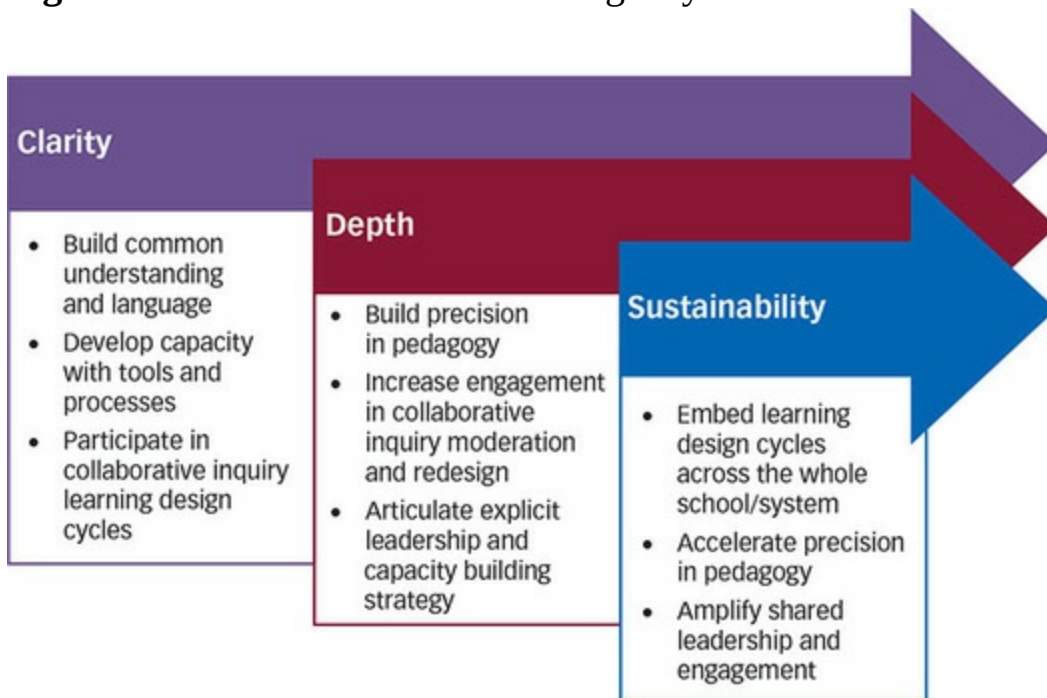 Clarity
• Build common
understanding
and language
• Develop capacity
with tools and
processes
• Participate in
collaborative inquiry
learning design
cycles
Depth
• Build precision
in pedagogy
• Increase engagement
in collaborative
inquiry moderation
and redesign
• Articulate explicit
leadership and
capacity building
strategy
Sustainability
• Embed learning
design cycles
across the whole
school/system
• Accelerate precision
in pedagogy
• Amplify shared
leadership and
engagement